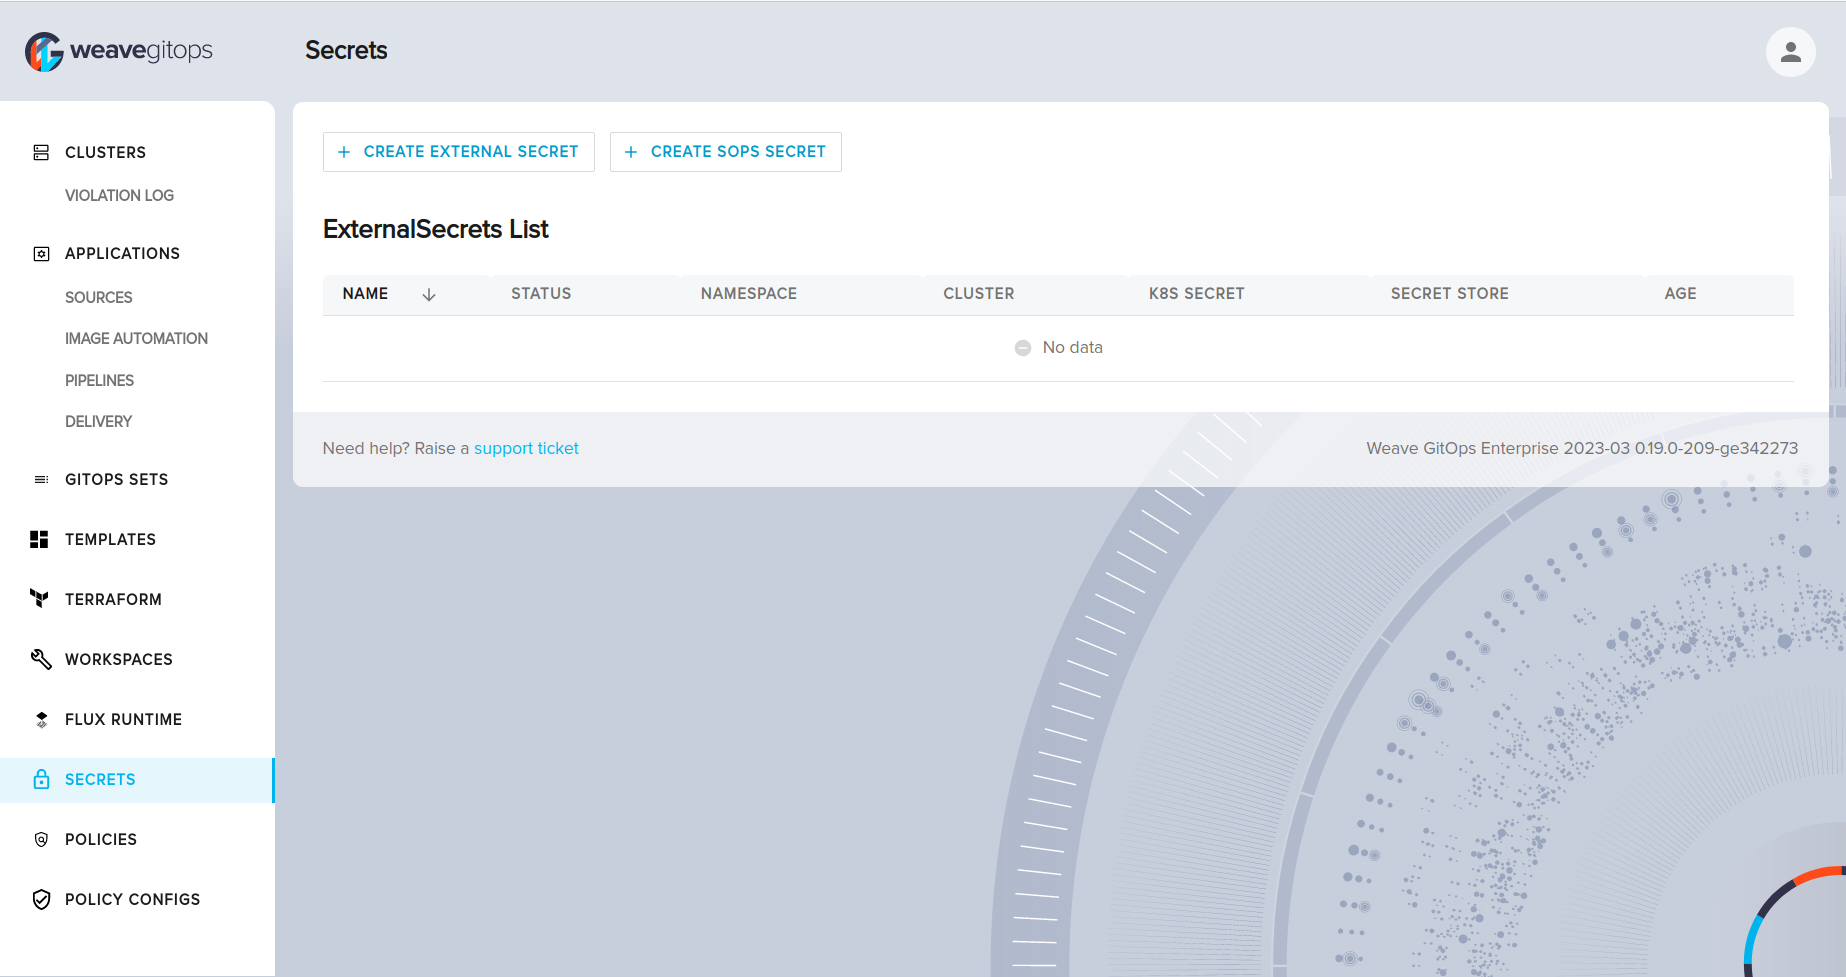 weavegitops
Secrets
CLUSTERS
VIOLATION LOG
APPLICATIONS
SOURCES
IMAGE AUTOMATION
PIPELINES
DELIVERY
GITOPS SETS
TEMPLATES
TERRAFORM
WORKSPACES
FLUX RUNTIME
SECRETS
POLICIES
POLICY CONFIGS
+ CREATE EXTERNAL SECRET + CREATE SOPS SECRET
ExternalSecrets List
NAME ↓ STATUS NAMESPACE CLUSTER K8S SECRET SECRET STORE AGE
No data
Need help? Raise a support ticket Weave GitOps Enterprise 2023-03 0.19.0-209-ge342273